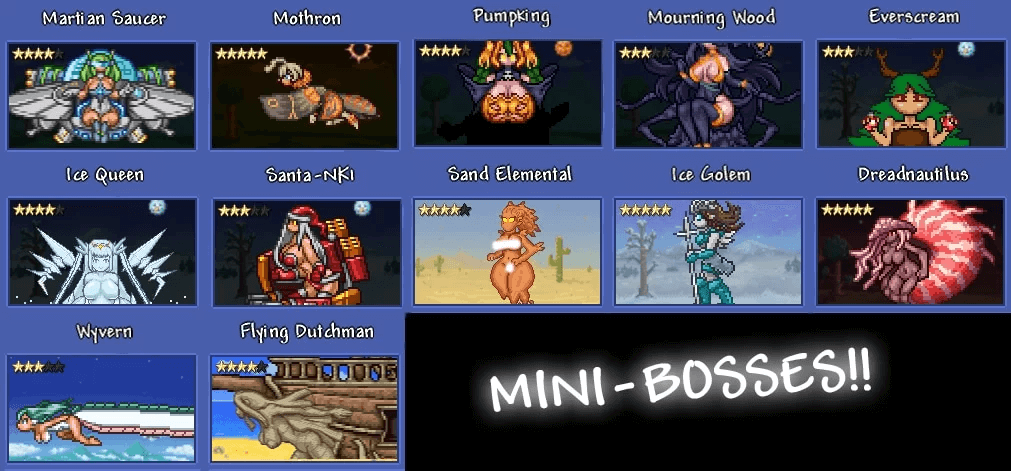 Martian Saucer Mothron Pumpking Mourning Wood Everscream
Ice Queen Santa-NK1 Sand Elemental Ice Golem Dreadnautilus
Wyvern Flying Dutchman
MINI-BOSSES!!